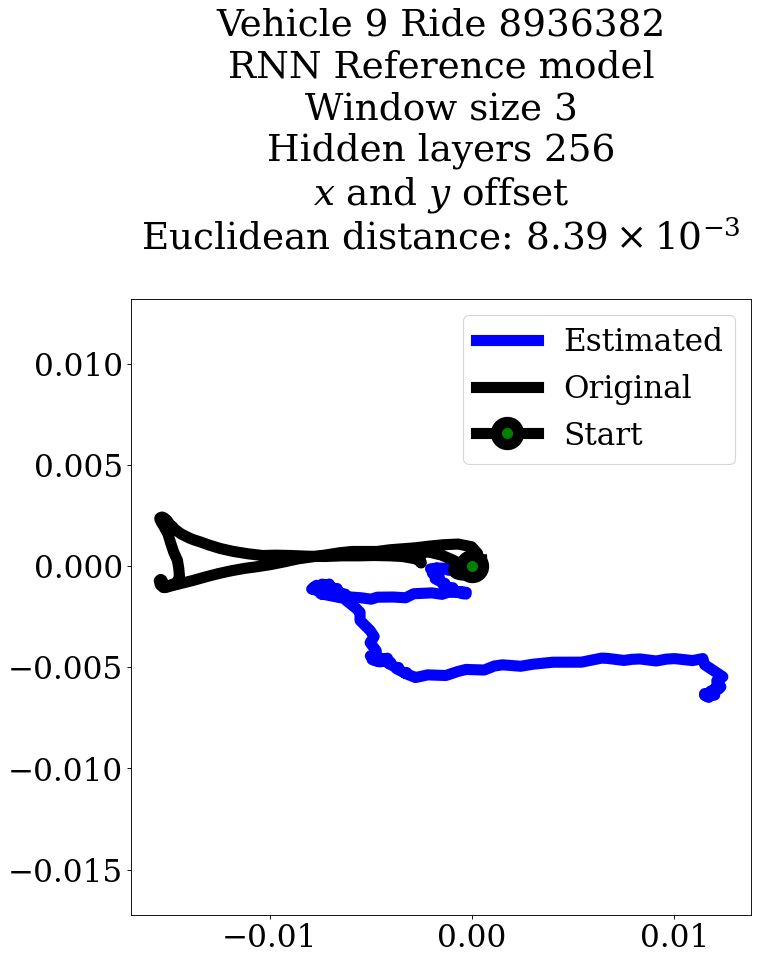 Vehicle 9 Ride 8936382
RNN Reference model
Window size 3
Hidden layers 256
x and y offset
Euclidean distance: 8.39 × 10⁻³
Estimated
Original
Start
0.010
0.005
0.000
−0.005
−0.010
−0.015
−0.01 0.00 0.01